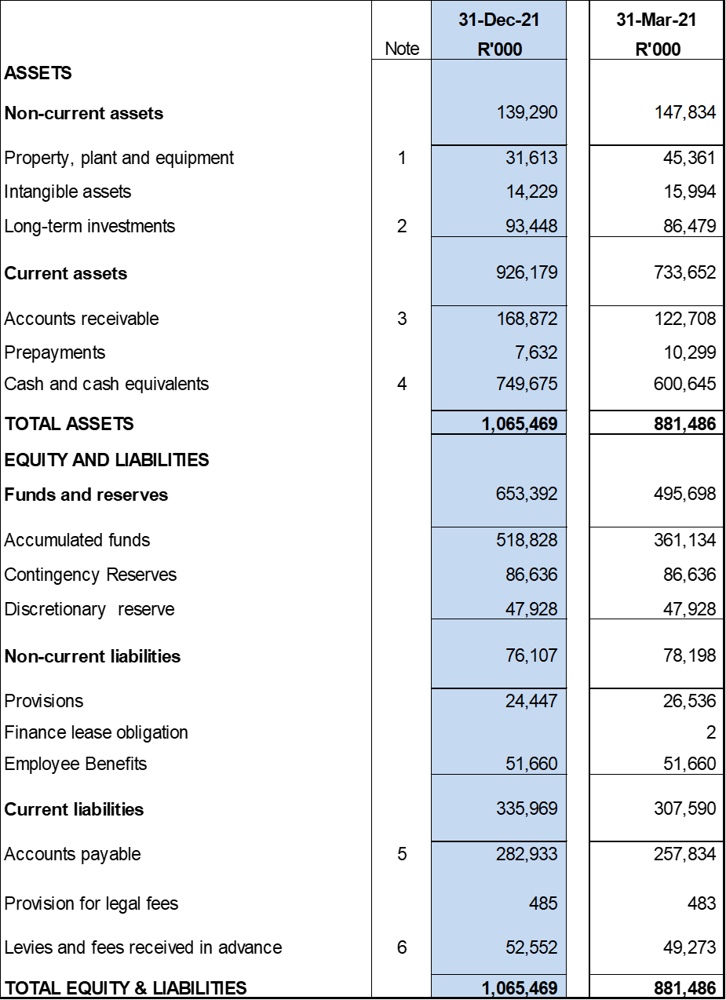 31-Dec-21 31-Mar-21
Note R'000 R'000
ASSETS
Non-current assets 139,290 147,834
Property, plant and equipment 1 31,613 45,361
Intangible assets 14,229 15,994
Long-term investments 2 93,448 86,479
Current assets 926,179 733,652
Accounts receivable 3 168,872 122,708
Prepayments 7,632 10,299
Cash and cash equivalents 4 749,675 600,645
TOTAL ASSETS 1,065,469 881,486
EQUITY AND LIABILITIES
Funds and reserves 653,392 495,698
Accumulated funds 518,828 361,134
Contingency Reserves 86,636 86,636
Discretionary reserve 47,928 47,928
Non-current liabilities 76,107 78,198
Provisions 24,447 26,536
Finance lease obligation 2
Employee Benefits 51,660 51,660
Current liabilities 335,969 307,590
Accounts payable 5 282,933 257,834
Provision for legal fees 485 483
Levies and fees received in advance 6 52,552 49,273
TOTAL EQUITY & LIABILITIES 1,065,469 881,486